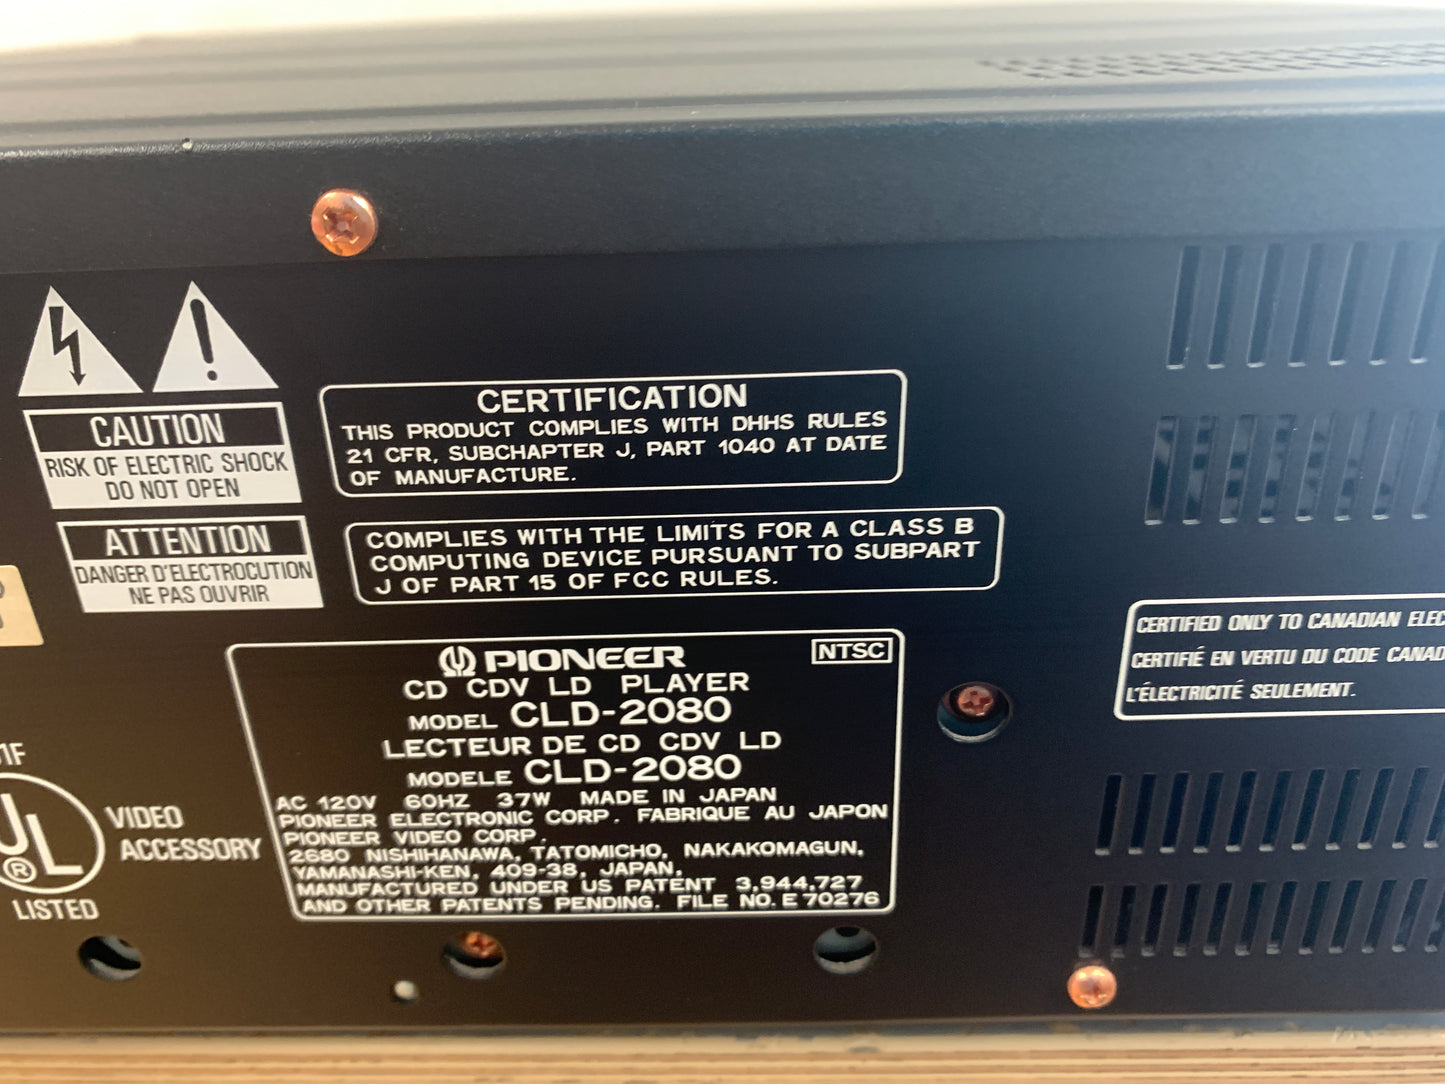 CAUTION
RISK OF ELECTRIC SHOCK
DO NOT OPEN
ATTENTION
DANGER D'ELECTROCUTION
NE PAS OUVRIR
CERTIFICATION
THIS PRODUCT COMPLIES WITH DHHS RULES
21 CFR, SUBCHAPTER J, PART 1040 AT DATE
OF MANUFACTURE.
COMPLIES WITH THE LIMITS FOR A CLASS B
COMPUTING DEVICE PURSUANT TO SUBPART
J OF PART 15 OF FCC RULES.
PIONEER
NTSC
CD CDV LD PLAYER
MODEL CLD-2080
LECTEUR DE CD CDV LD
MODELE CLD-2080
AC 120V 60HZ 37W MADE IN JAPAN
PIONEER ELECTRONIC CORP. FABRIQUE AU JAPON
PIONEER VIDEO CORP.
2680 NISHIHANAWA, TATOMICHO, NAKAKOMAGUN,
YAMANASHI-KEN, 409-38, JAPAN,
MANUFACTURED UNDER US PATENT 3,944,727
AND OTHER PATENTS PENDING. FILE NO. E 70276
1F
UL
®
LISTED
VIDEO
ACCESSORY
CERTIFIED ONLY TO CANADIAN ELEC
CERTIFIÉ EN VERTU DU CODE CANAD
L'ÉLECTRICITÉ SEULEMENT.